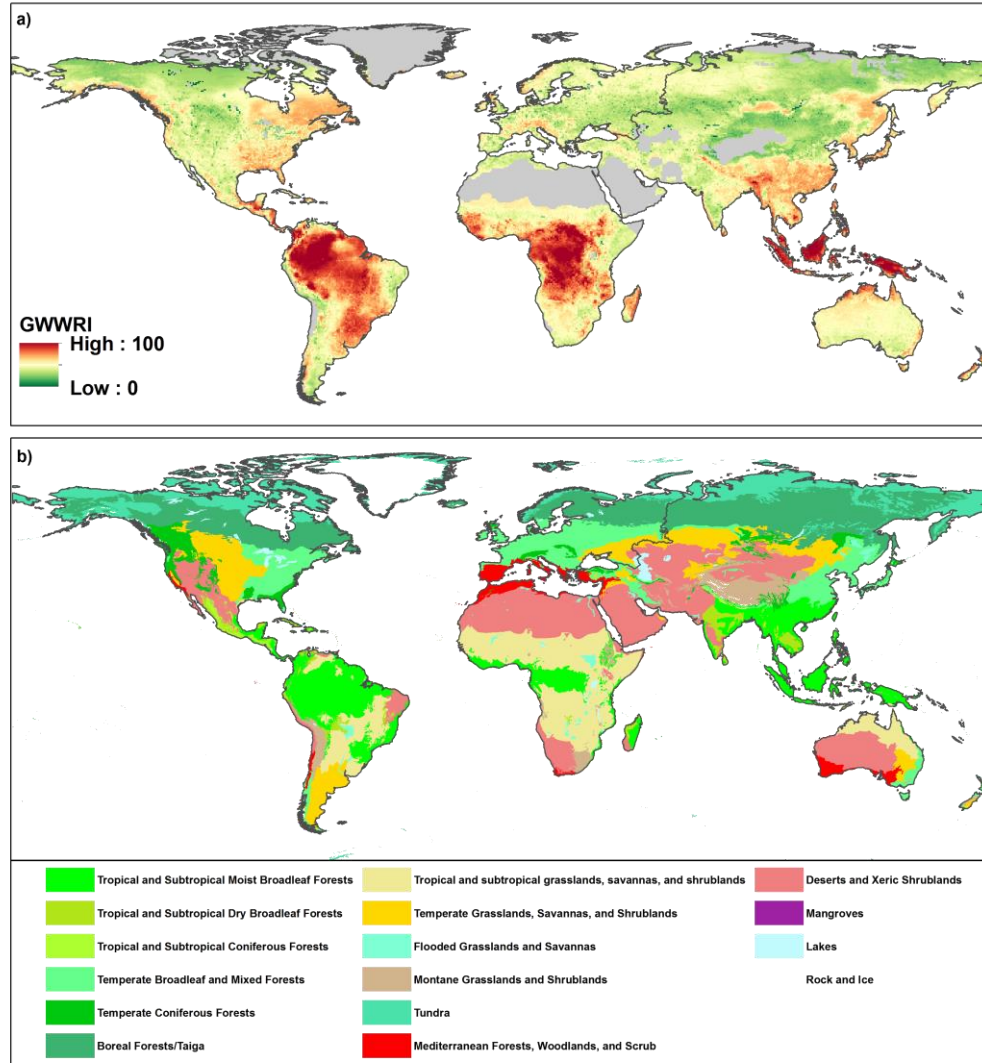 a)
GWWRI
High : 100
Low : 0
b)
Tropical and Subtropical Moist Broadleaf Forests
Tropical and Subtropical Dry Broadleaf Forests
Tropical and Subtropical Coniferous Forests
Temperate Broadleaf and Mixed Forests
Temperate Coniferous Forests
Boreal Forests/Taiga
Tropical and subtropical grasslands, savannas, and shrublands
Temperate Grasslands, Savannas, and Shrublands
Flooded Grasslands and Savannas
Montane Grasslands and Shrublands
Tundra
Mediterranean Forests, Woodlands, and Scrub
Deserts and Xeric Shrublands
Mangroves
Lakes
Rock and Ice